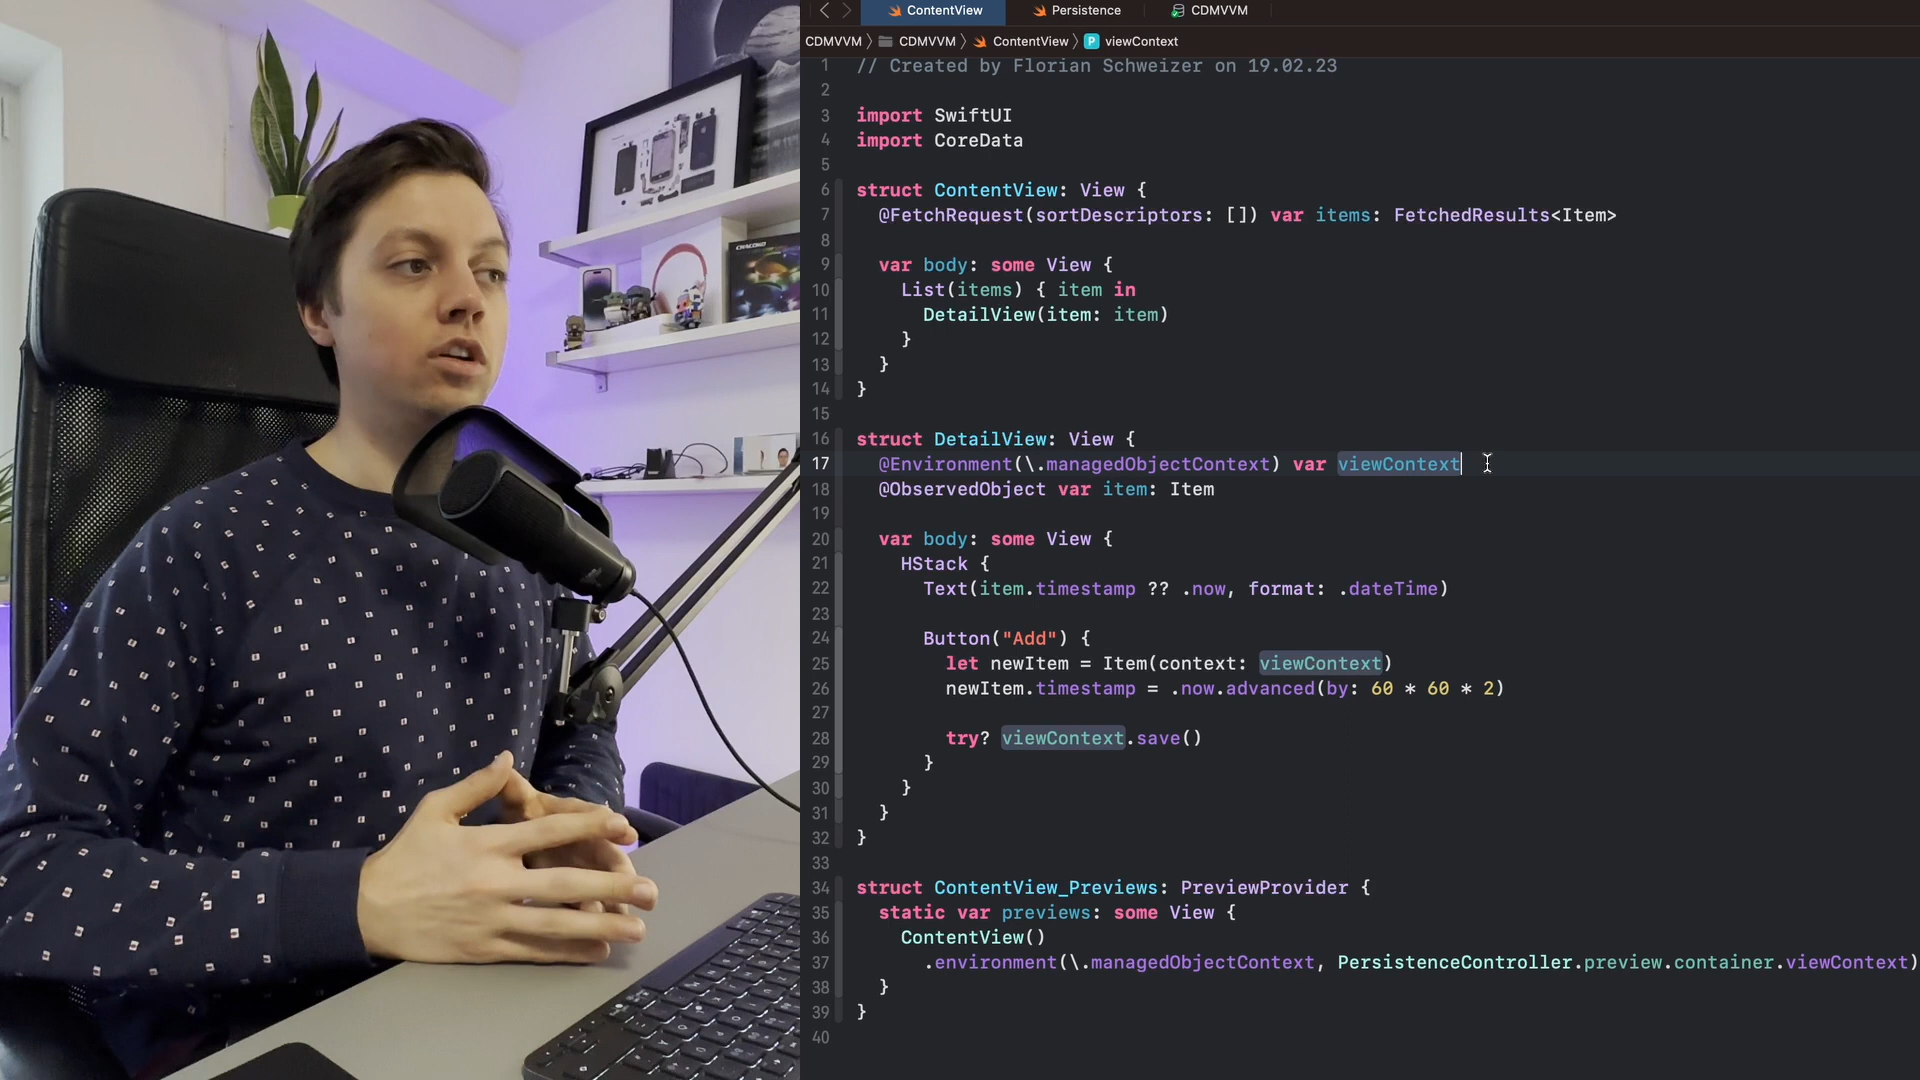 ContentView
Persistence
CDMVVM
CDMVVM
CDMVVM
ContentView
P
viewContext
1 // Created by Florian Schweizer on 19.02.23
2
3 import SwiftUI
4 import CoreData
5
6 struct ContentView: View {
7 @FetchRequest(sortDescriptors: []) var items: FetchedResults<Item>
8
9 var body: some View {
10 List(items) { item in
11 DetailView(item: item)
12 }
13 }
14 }
15
16 struct DetailView: View {
17 @Environment(\.managedObjectContext) var viewContext
18 @ObservedObject var item: Item
19
20 var body: some View {
21 HStack {
22 Text(item.timestamp ?? .now, format: .dateTime)
23
24 Button("Add") {
25 let newItem = Item(context: viewContext)
26 newItem.timestamp = .now.advanced(by: 60 * 60 * 2)
27
28 try? viewContext.save()
29 }
30 }
31 }
32 }
33
34 struct ContentView_Previews: PreviewProvider {
35 static var previews: some View {
36 ContentView()
37 .environment(\.managedObjectContext, PersistenceController.preview.container.viewContext)
38 }
39 }
40